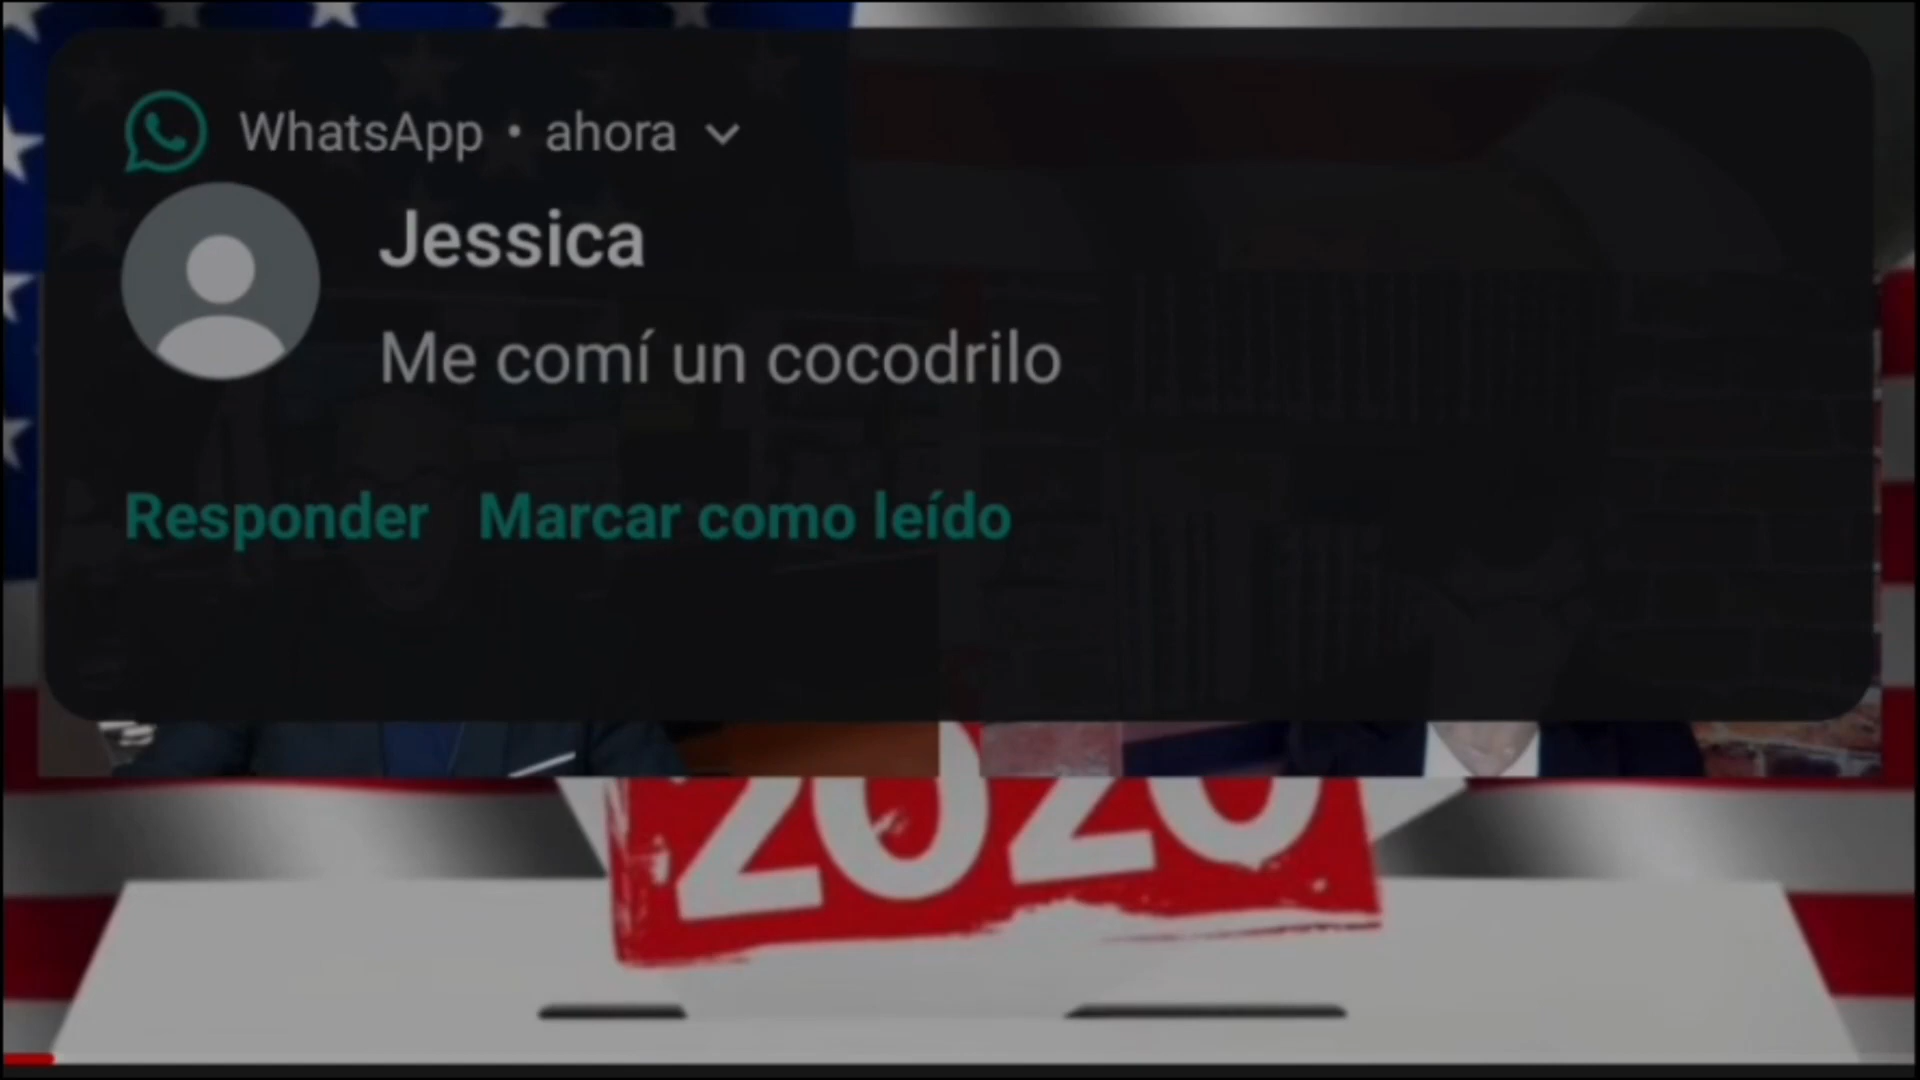 WhatsApp • ahora
Jessica
Me comí un cocodrilo
Responder Marcar como leído
2020